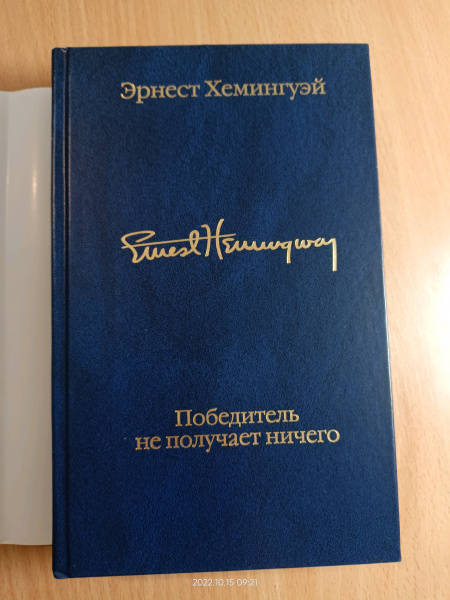 Эрнест Хемингуэй
Ernest Hemingway
Победитель
не получает ничего
2022.10.15 09:21